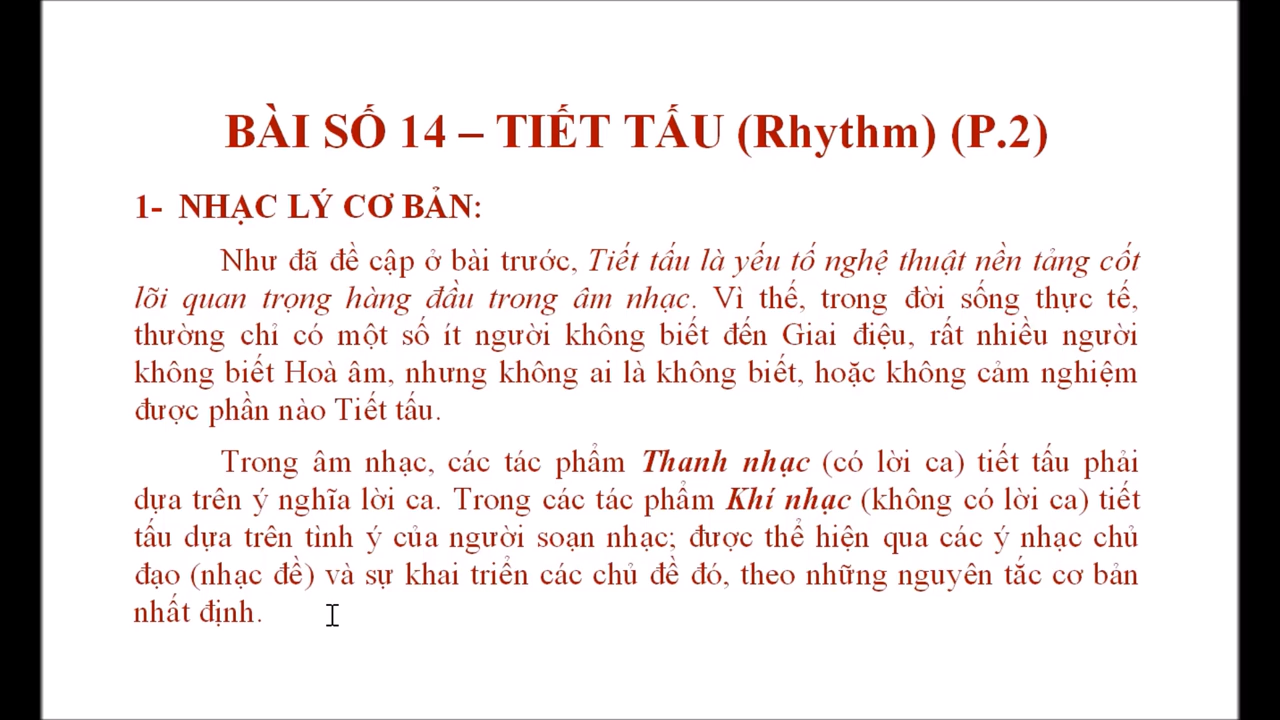 BÀI SỐ 14 – TIẾT TẤU (Rhythm) (P.2)
1- NHẠC LÝ CƠ BẢN:
Như đã đề cập ở bài trước, Tiết tấu là yếu tố nghệ thuật nền tảng cốt
lõi quan trọng hàng đầu trong âm nhạc. Vì thế, trong đời sống thực tế,
thường chỉ có một số ít người không biết đến Giai điệu, rất nhiều người
không biết Hoà âm, nhưng không ai là không biết, hoặc không cảm nghiệm
được phần nào Tiết tấu.
Trong âm nhạc, các tác phẩm Thanh nhạc (có lời ca) tiết tấu phải
dựa trên ý nghĩa lời ca. Trong các tác phẩm Khí nhạc (không có lời ca) tiết
tấu dựa trên tình ý của người soạn nhạc; được thể hiện qua các ý nhạc chủ
đạo (nhạc đề) và sự khai triển các chủ đề đó, theo những nguyên tắc cơ bản
nhất định.